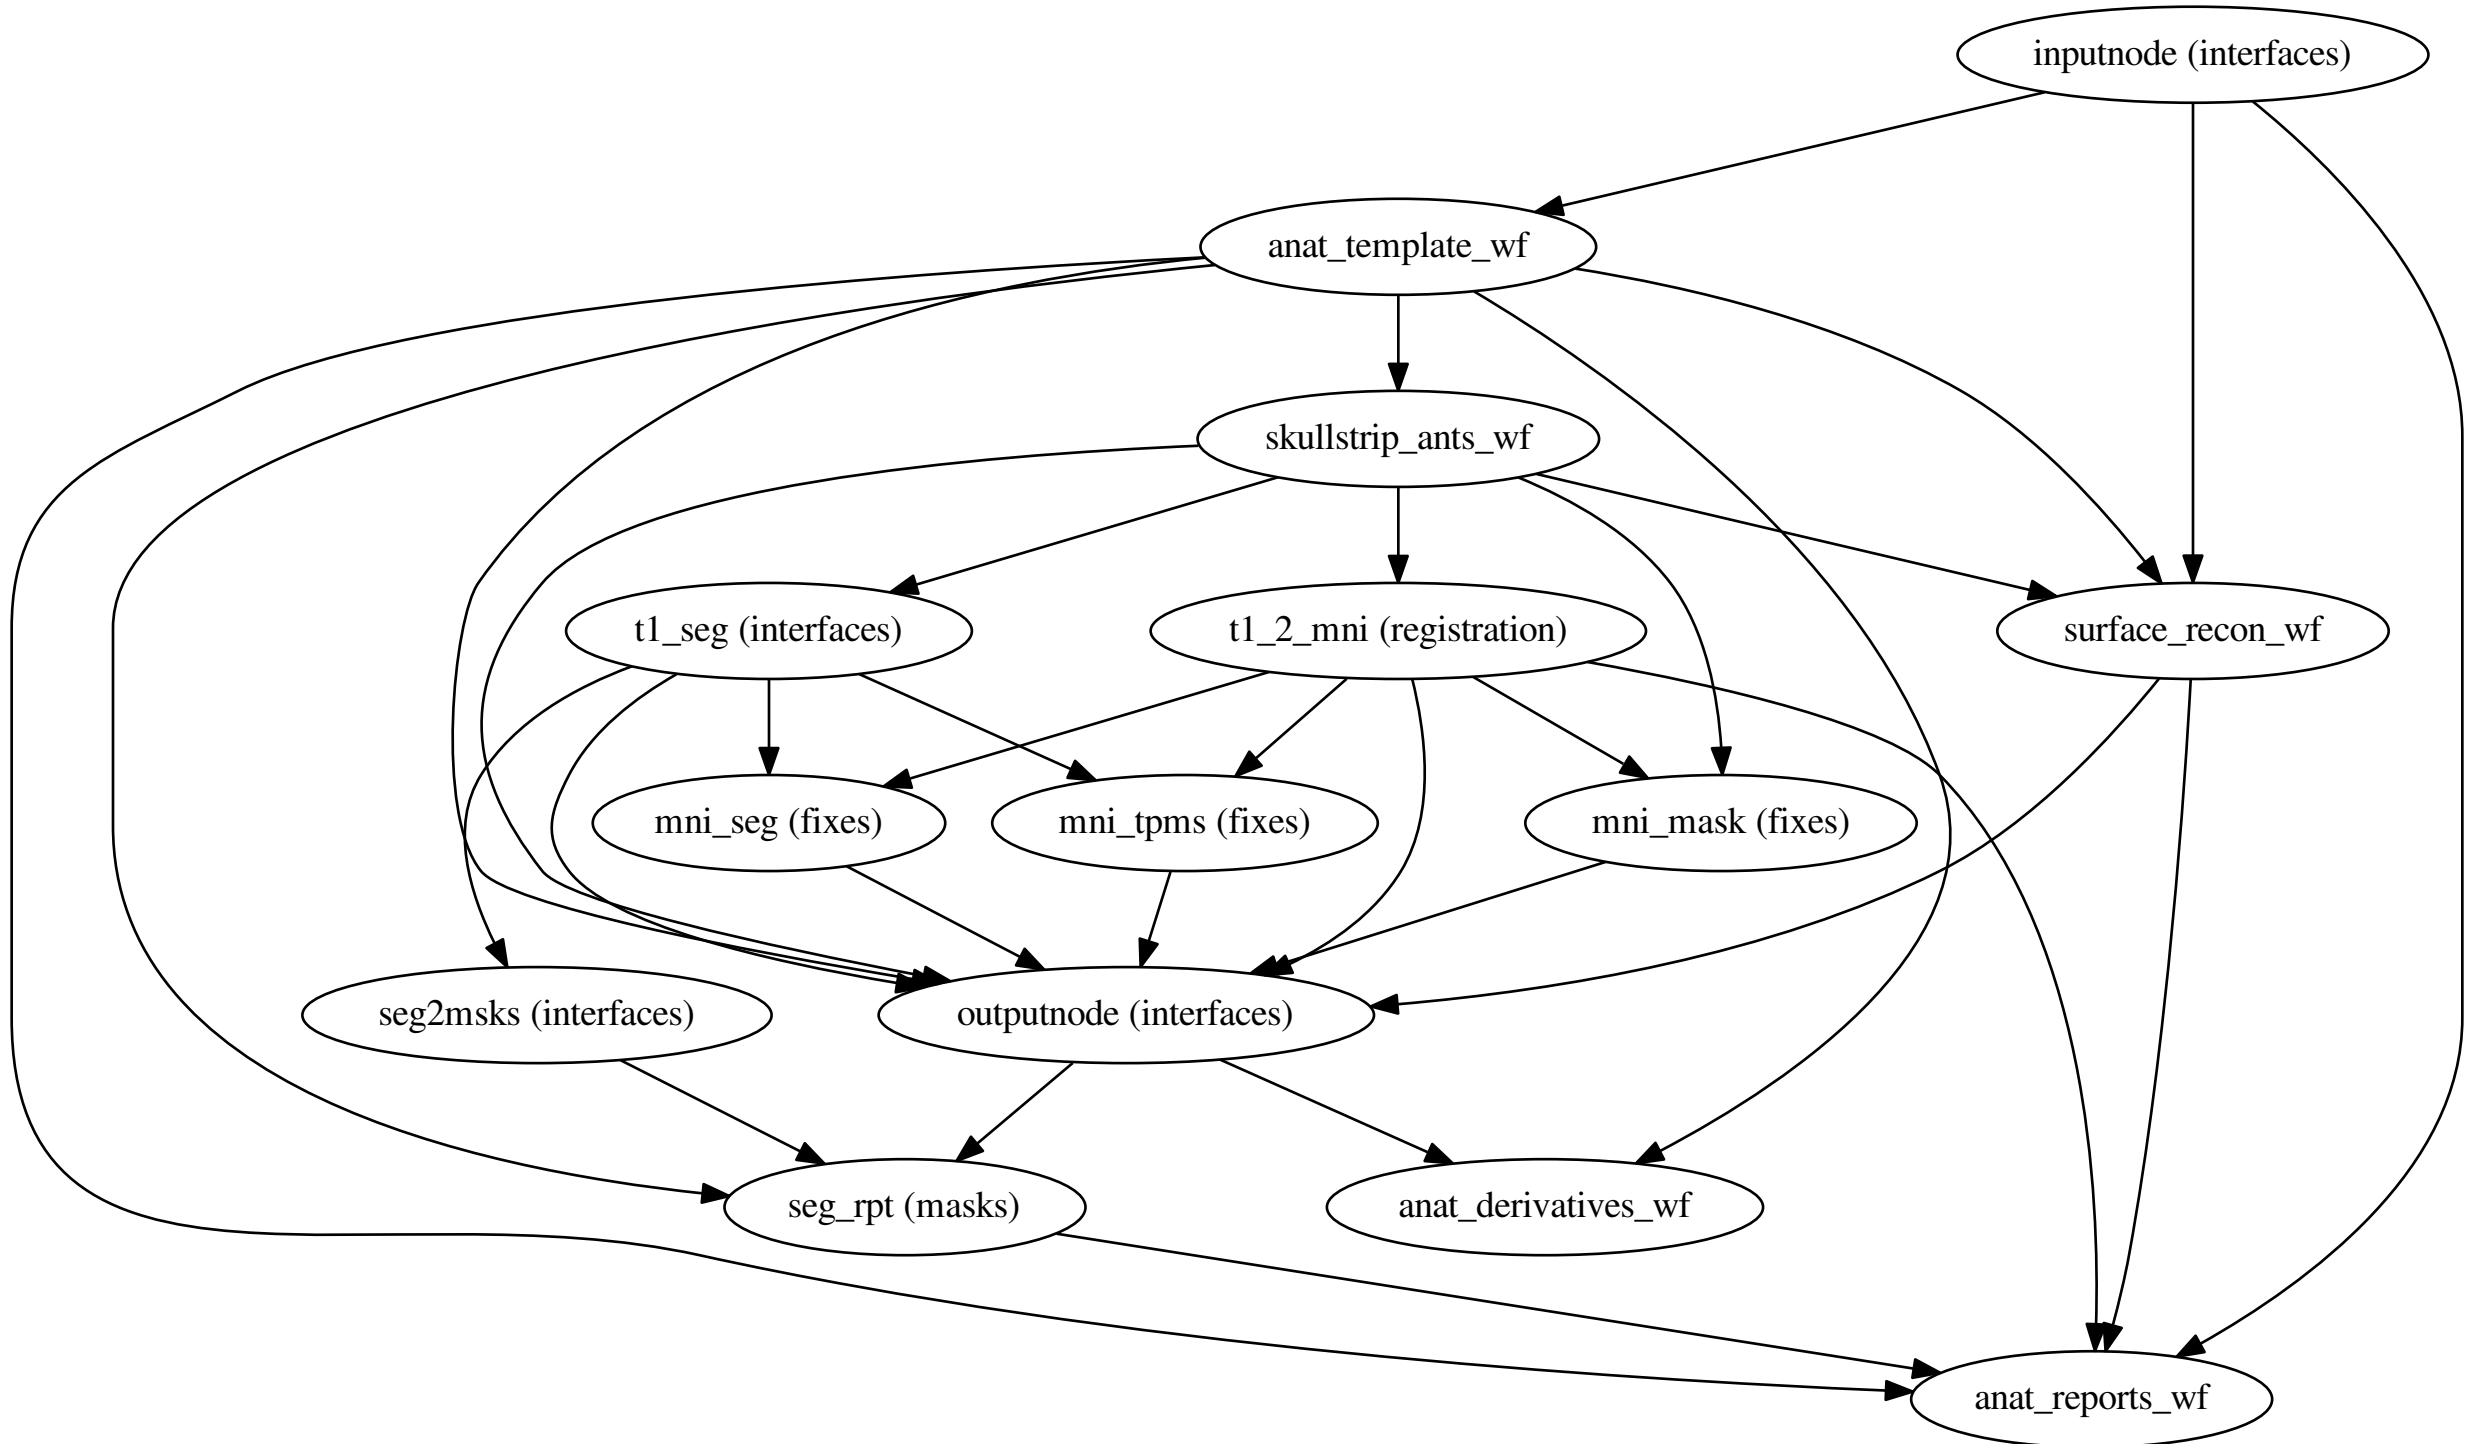 inputnode (interfaces)
anat_template_wf
skullstrip_ants_wf
t1_seg (interfaces)
t1_2_mni (registration)
surface_recon_wf
mni_seg (fixes)
mni_tpms (fixes)
mni_mask (fixes)
seg2msks (interfaces)
outputnode (interfaces)
seg_rpt (masks)
anat_derivatives_wf
anat_reports_wf